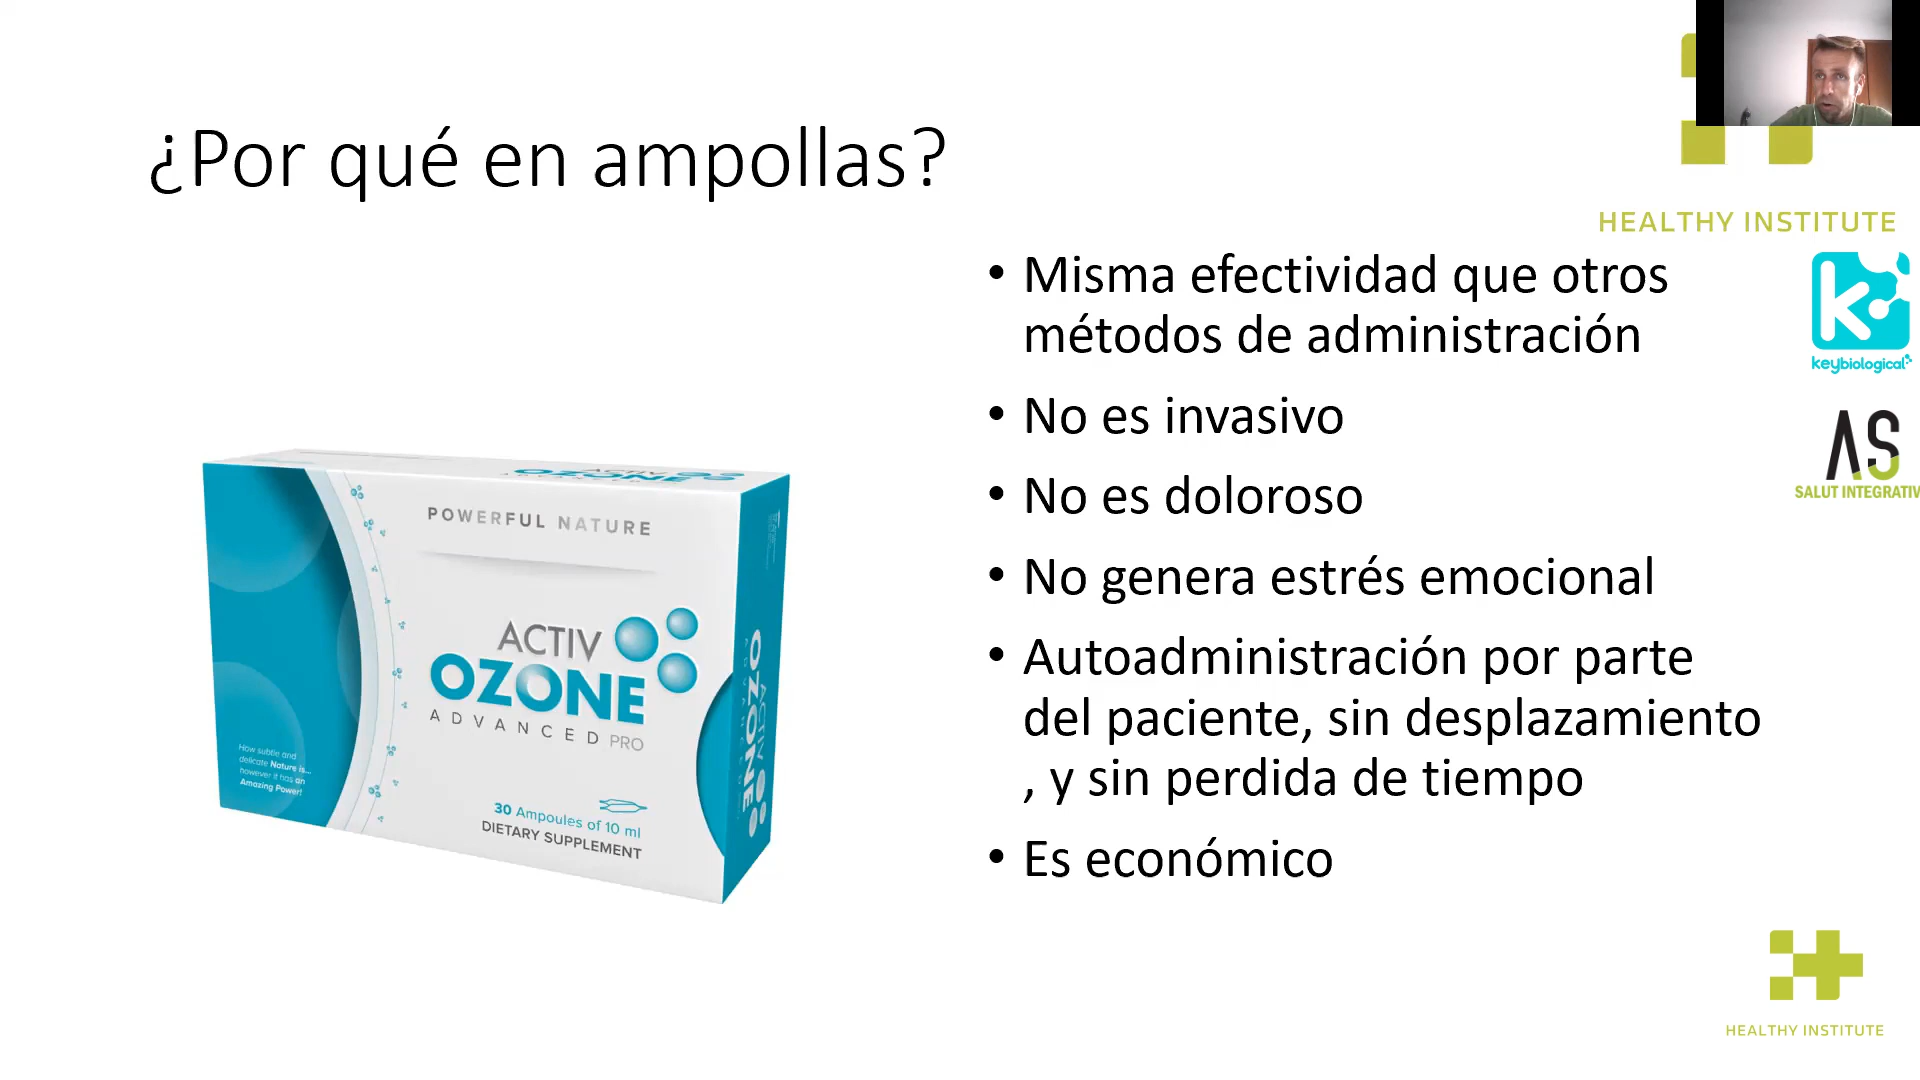 ¿Por qué en ampollas?
HEALTHY INSTITUTE
• Misma efectividad que otros
métodos de administración
• No es invasivo
• No es doloroso
• No genera estrés emocional
• Autoadministración por parte
del paciente, sin desplazamiento
, y sin perdida de tiempo
• Es económico
keybiological
AS
SALUT INTEGRATIV
POWERFUL NATURE
ACTIV
OZONE
ADVANCED PRO
How subtle and
delicate Nature is...
however it has an
Amazing Power!
30 Ampoules of 10 ml
DIETARY SUPPLEMENT
ACTIV
OZONE
HEALTHY INSTITUTE